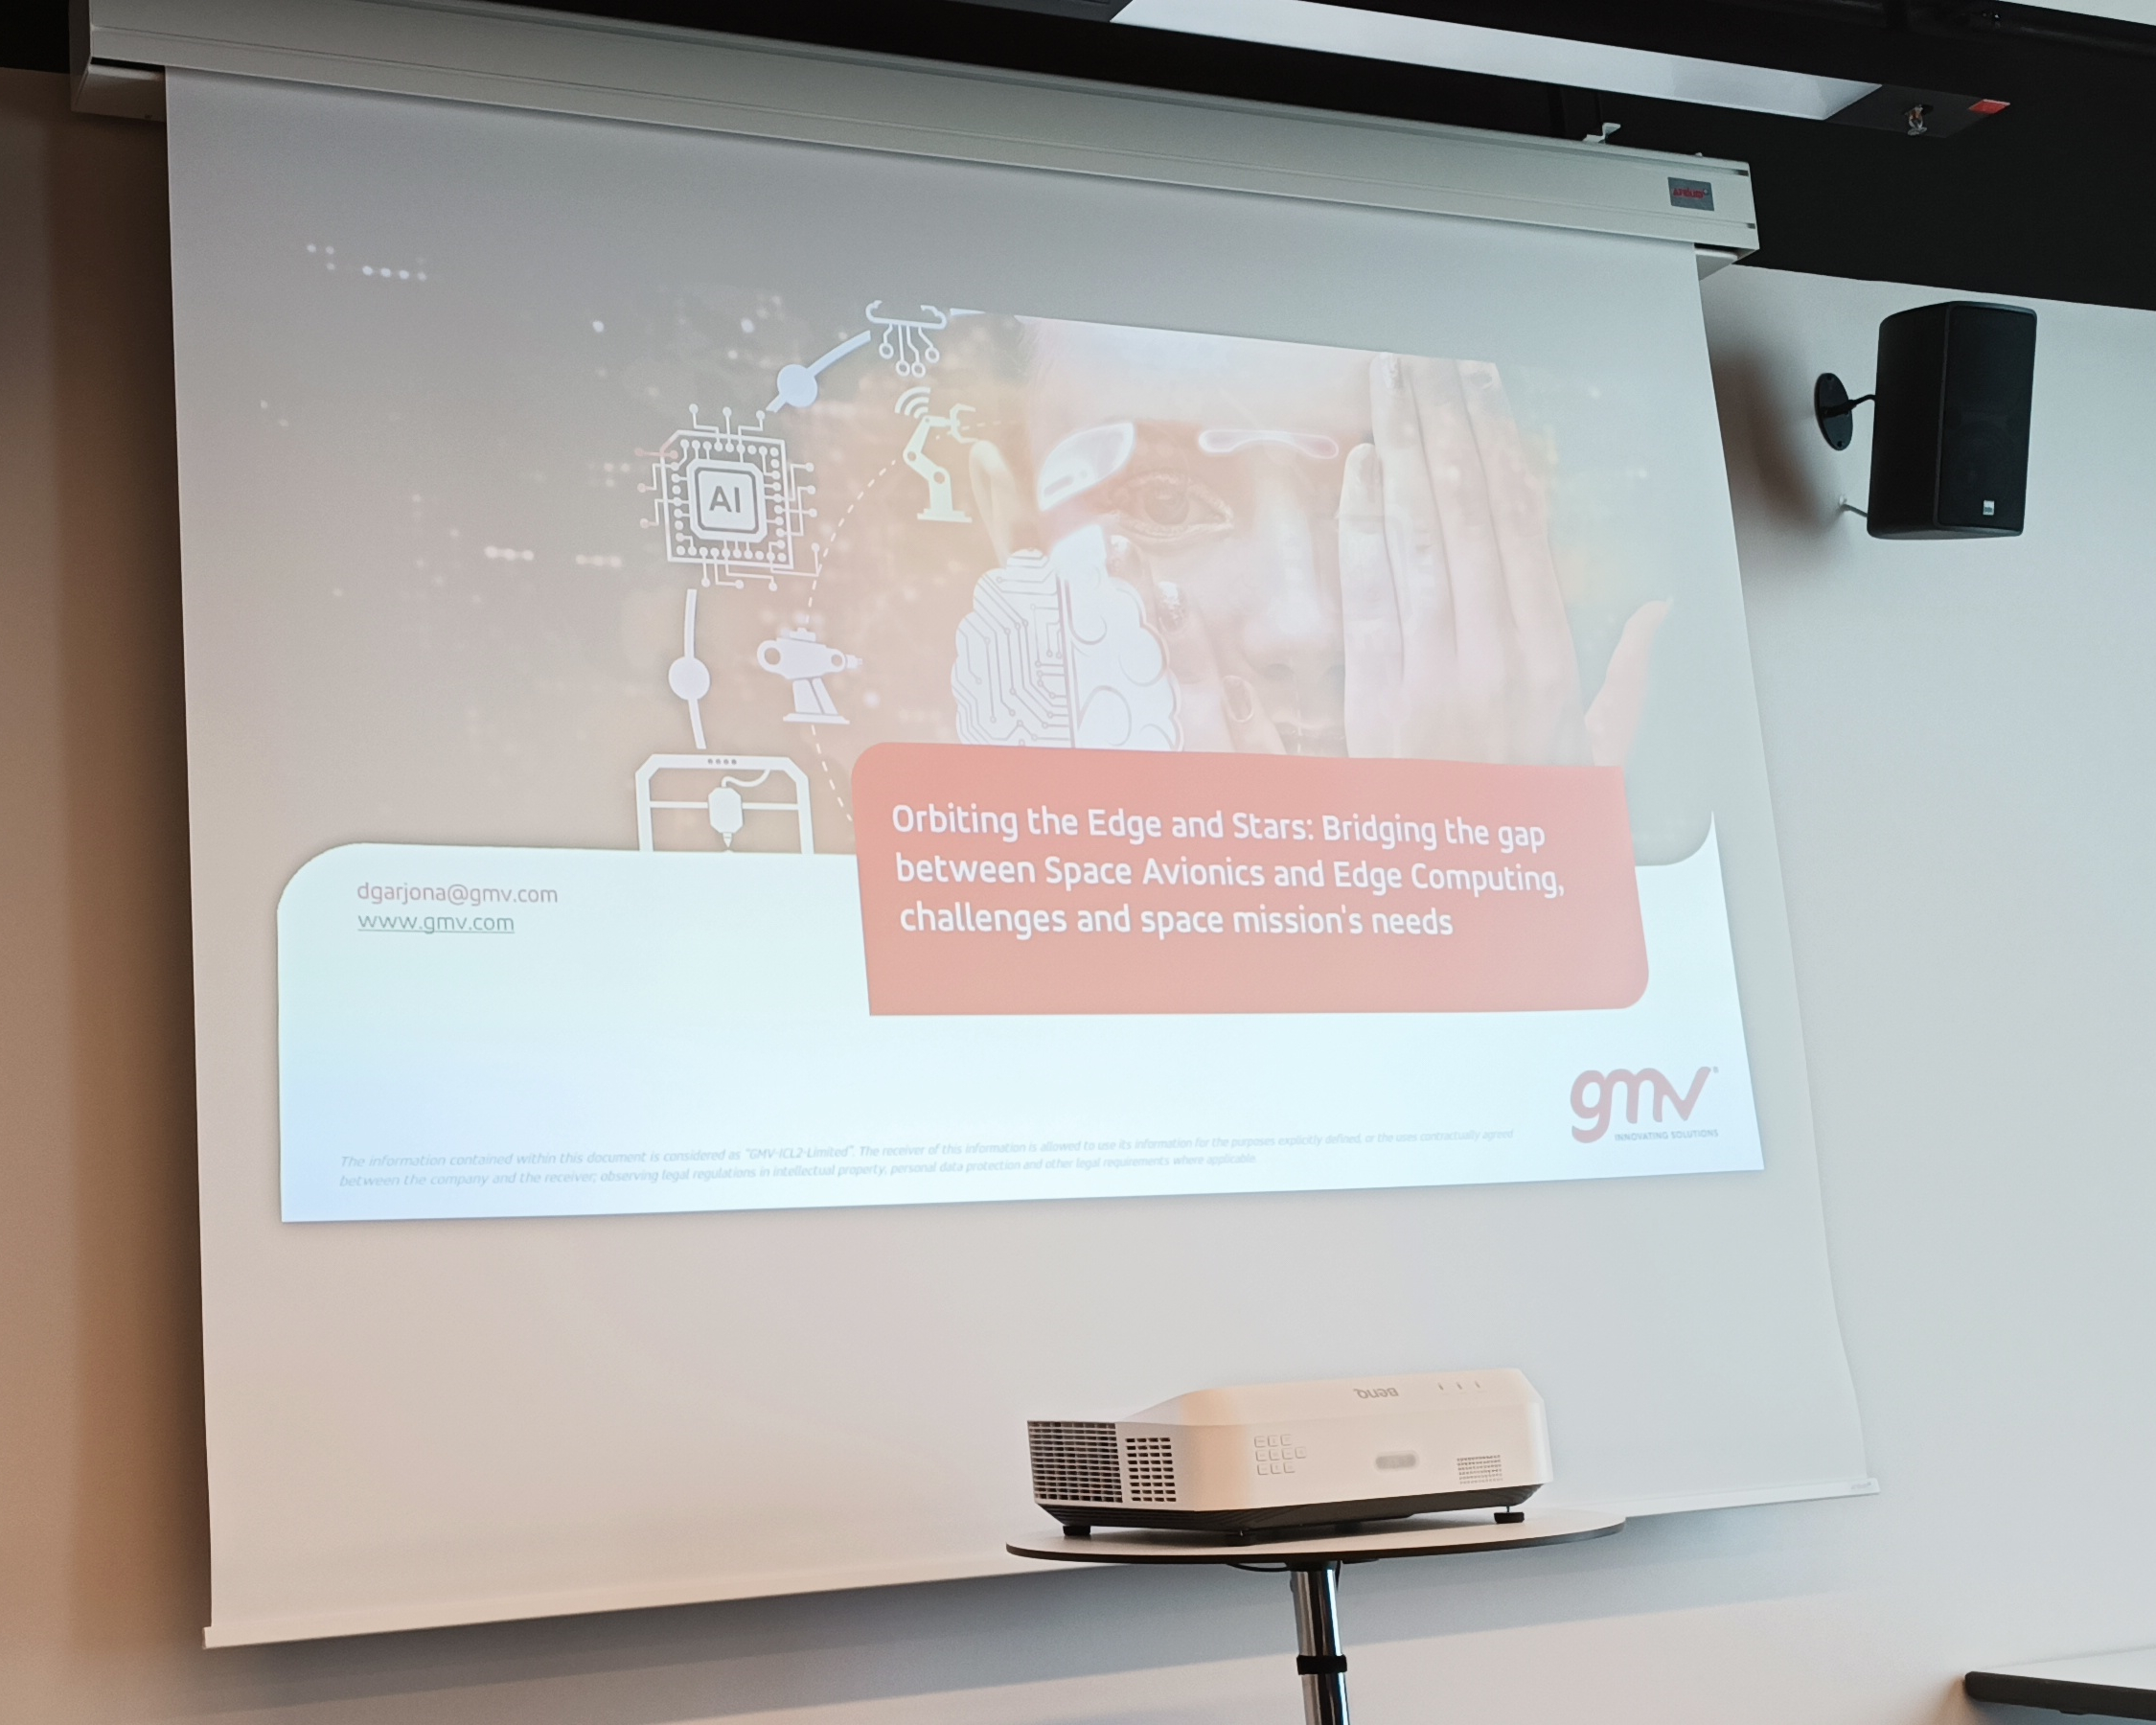 AI
Orbiting the Edge and Stars: Bridging the gap
between Space Avionics and Edge Computing,
challenges and space mission's needs
dgarjona@gmv.com
www.gmv.com
gmv®
INNOVATING SOLUTIONS
The information contained within this document is considered as "GMV-ICL2-Limited". The receiver of this information is allowed to use its information for the purposes explicitly defined, or the uses contractually agreed
between the company and the receiver; observing legal regulations in intellectual property, personal data protection and other legal requirements where applicable.
BenQ